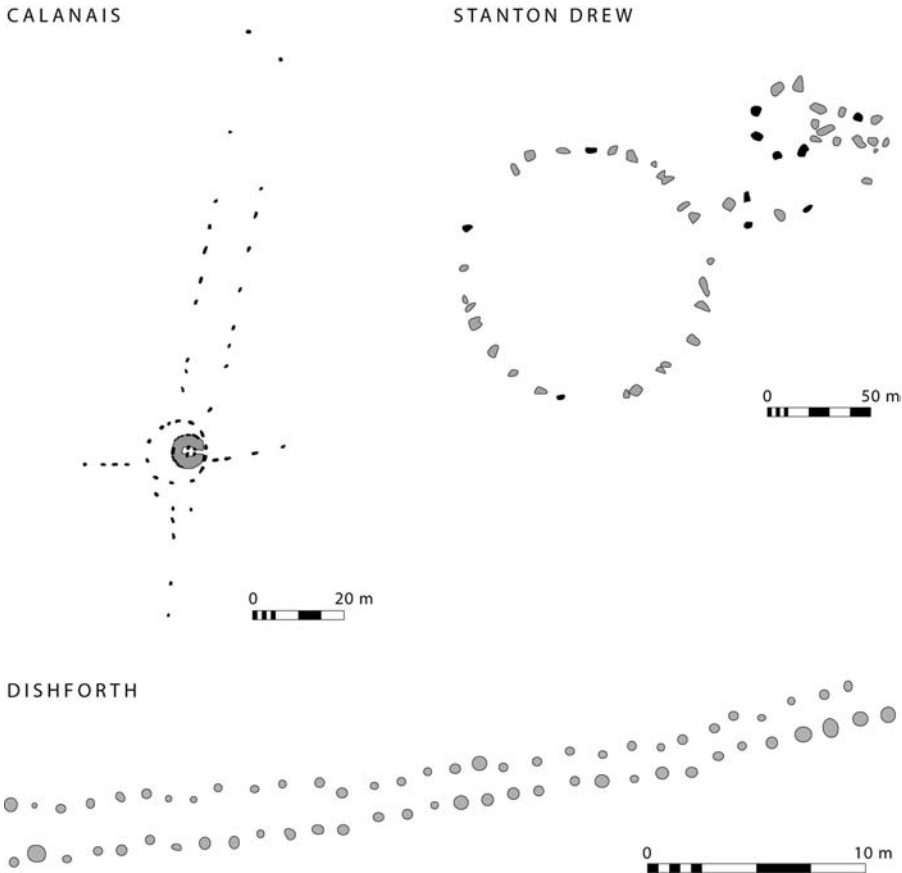 CALANAIS
STANTON DREW
0 50 m
0 20 m
DISHFORTH
0 10 m